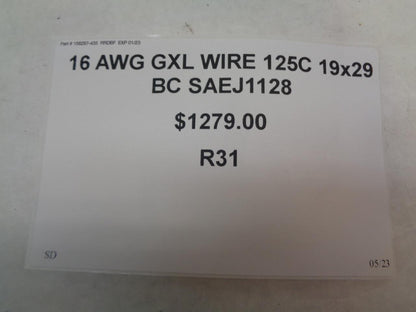 16 AWG GXL WIRE 125C 19x29
BC SAEJ1128
$1279.00
R31
SD
05/23